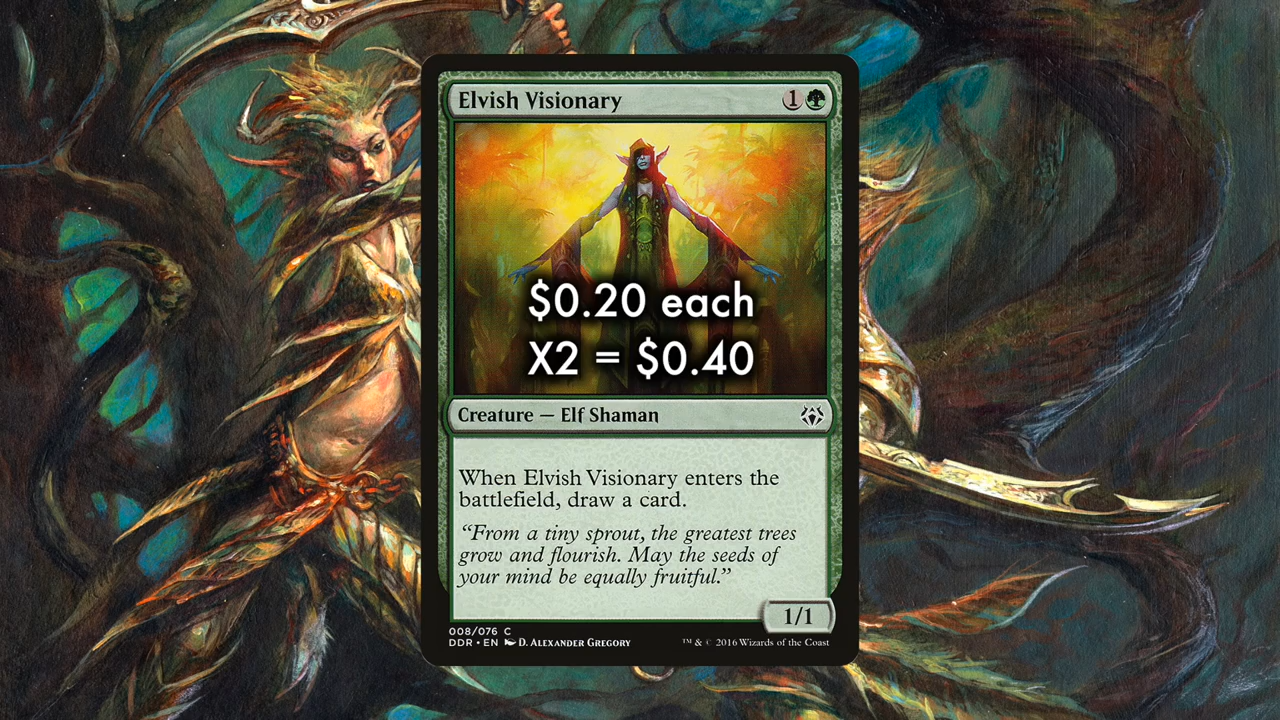 Elvish Visionary 1
$0.20 each
X2 = $0.40
Creature — Elf Shaman
When Elvish Visionary enters the
battlefield, draw a card.
“From a tiny sprout, the greatest trees
grow and flourish. May the seeds of
your mind be equally fruitful.”
1/1
008/076 C
DDR • EN D. Alexander Gregory ™ & © 2016 Wizards of the Coast